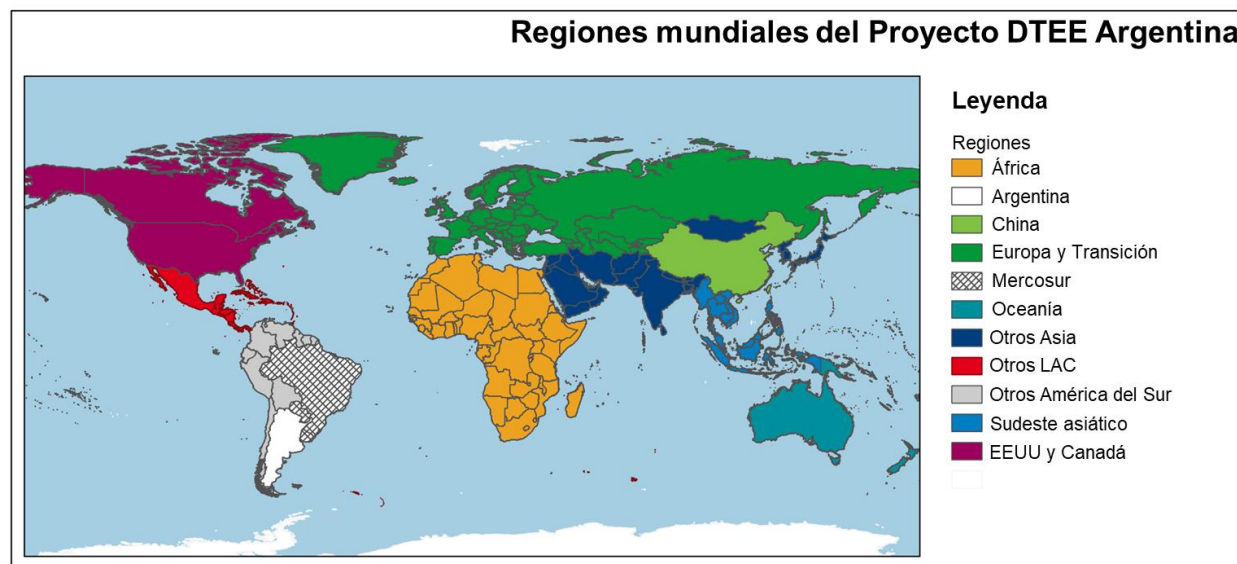 Regiones mundiales del Proyecto DTEE Argentina
Leyenda
Regiones
África
Argentina
China
Europa y Transición
Mercosur
Oceanía
Otros Asia
Otros LAC
Otros América del Sur
Sudeste asiático
EEUU y Canadá